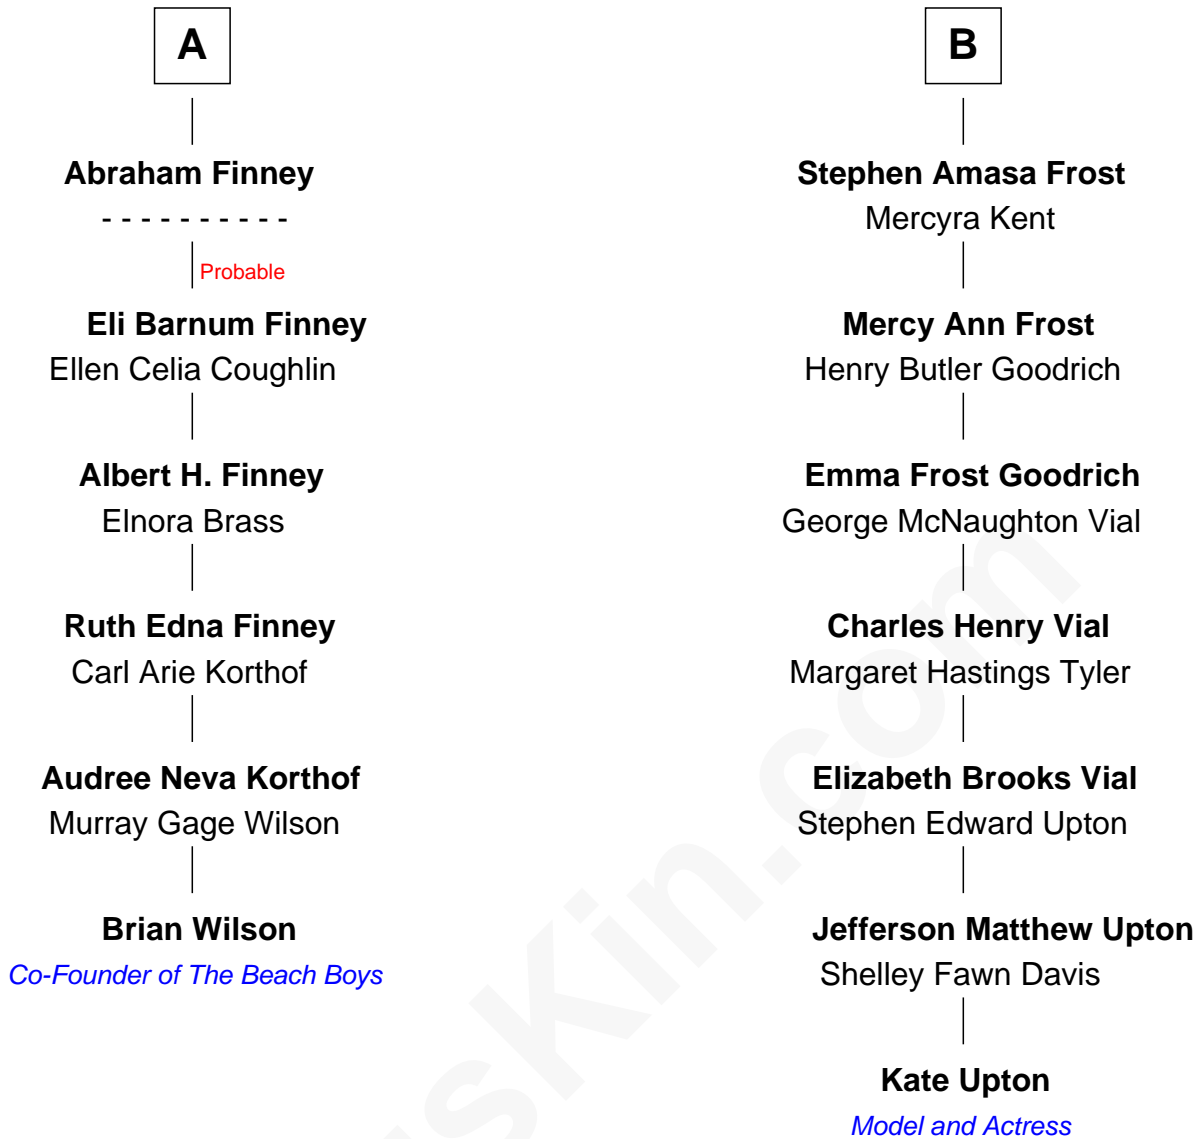 A
Abraham Finney
- - - - - - - - - -
Probable
Eli Barnum Finney
Ellen Celia Coughlin
Albert H. Finney
Elnora Brass
Ruth Edna Finney
Carl Arie Korthof
Audree Neva Korthof
Murray Gage Wilson
Brian Wilson
Co-Founder of The Beach Boys
B
Stephen Amasa Frost
Mercyra Kent
Mercy Ann Frost
Henry Butler Goodrich
Emma Frost Goodrich
George McNaughton Vial
Charles Henry Vial
Margaret Hastings Tyler
Elizabeth Brooks Vial
Stephen Edward Upton
Jefferson Matthew Upton
Shelley Fawn Davis
Kate Upton
Model and Actress
sKin.com